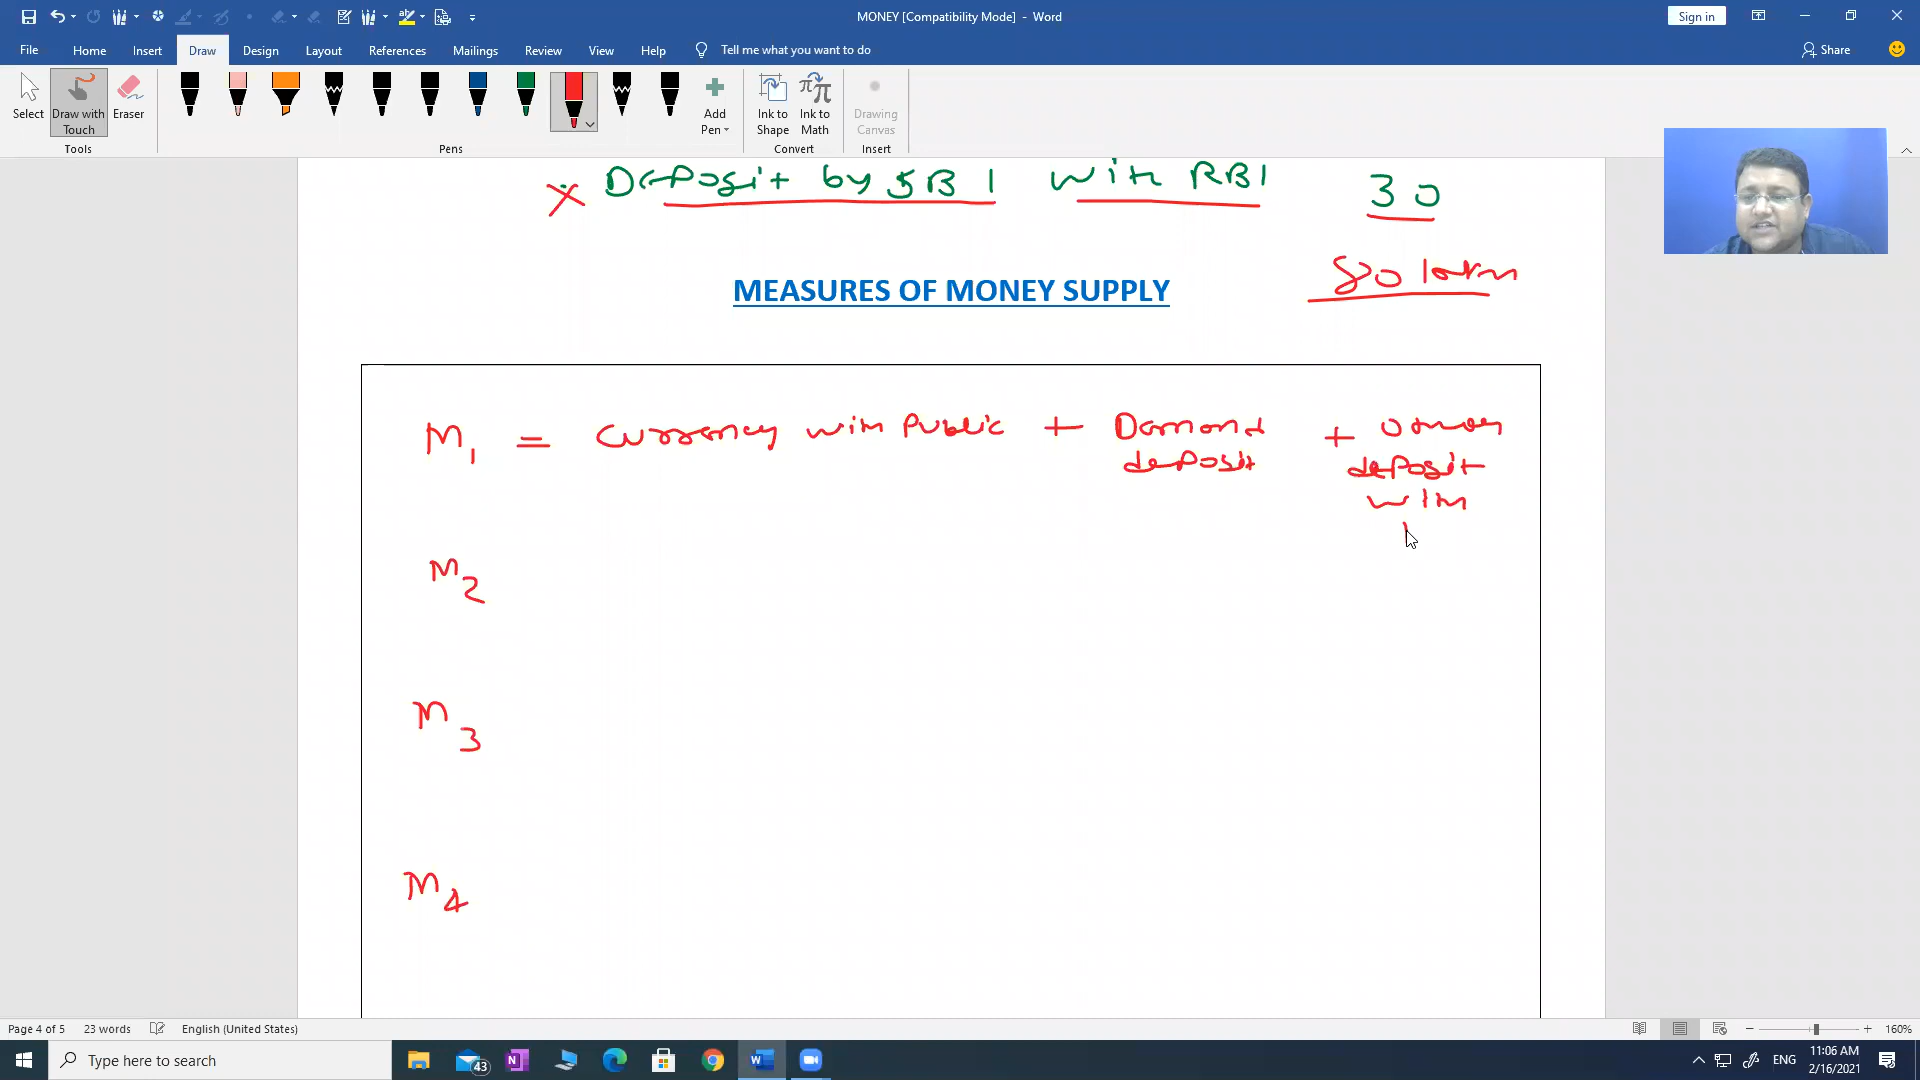 MONEY [Compatibility Mode] - Word
Sign in
File Home Insert Draw Design Layout References Mailings Review View Help Tell me what you want to do
Share
Select
Draw with Touch
Eraser
Add Pen
Ink to Shape
Ink to Math
Drawing Canvas
Tools Pens Convert Insert
X Deposit by SBI with RBI 30
80 lakh
MEASURES OF MONEY SUPPLY
M1 = Currency with Public + Demand deposit + other deposit with
M2
M3
M4
Page 4 of 5 23 words English (United States)
160%
Type here to search
43
ENG
11:06 AM
2/16/2021